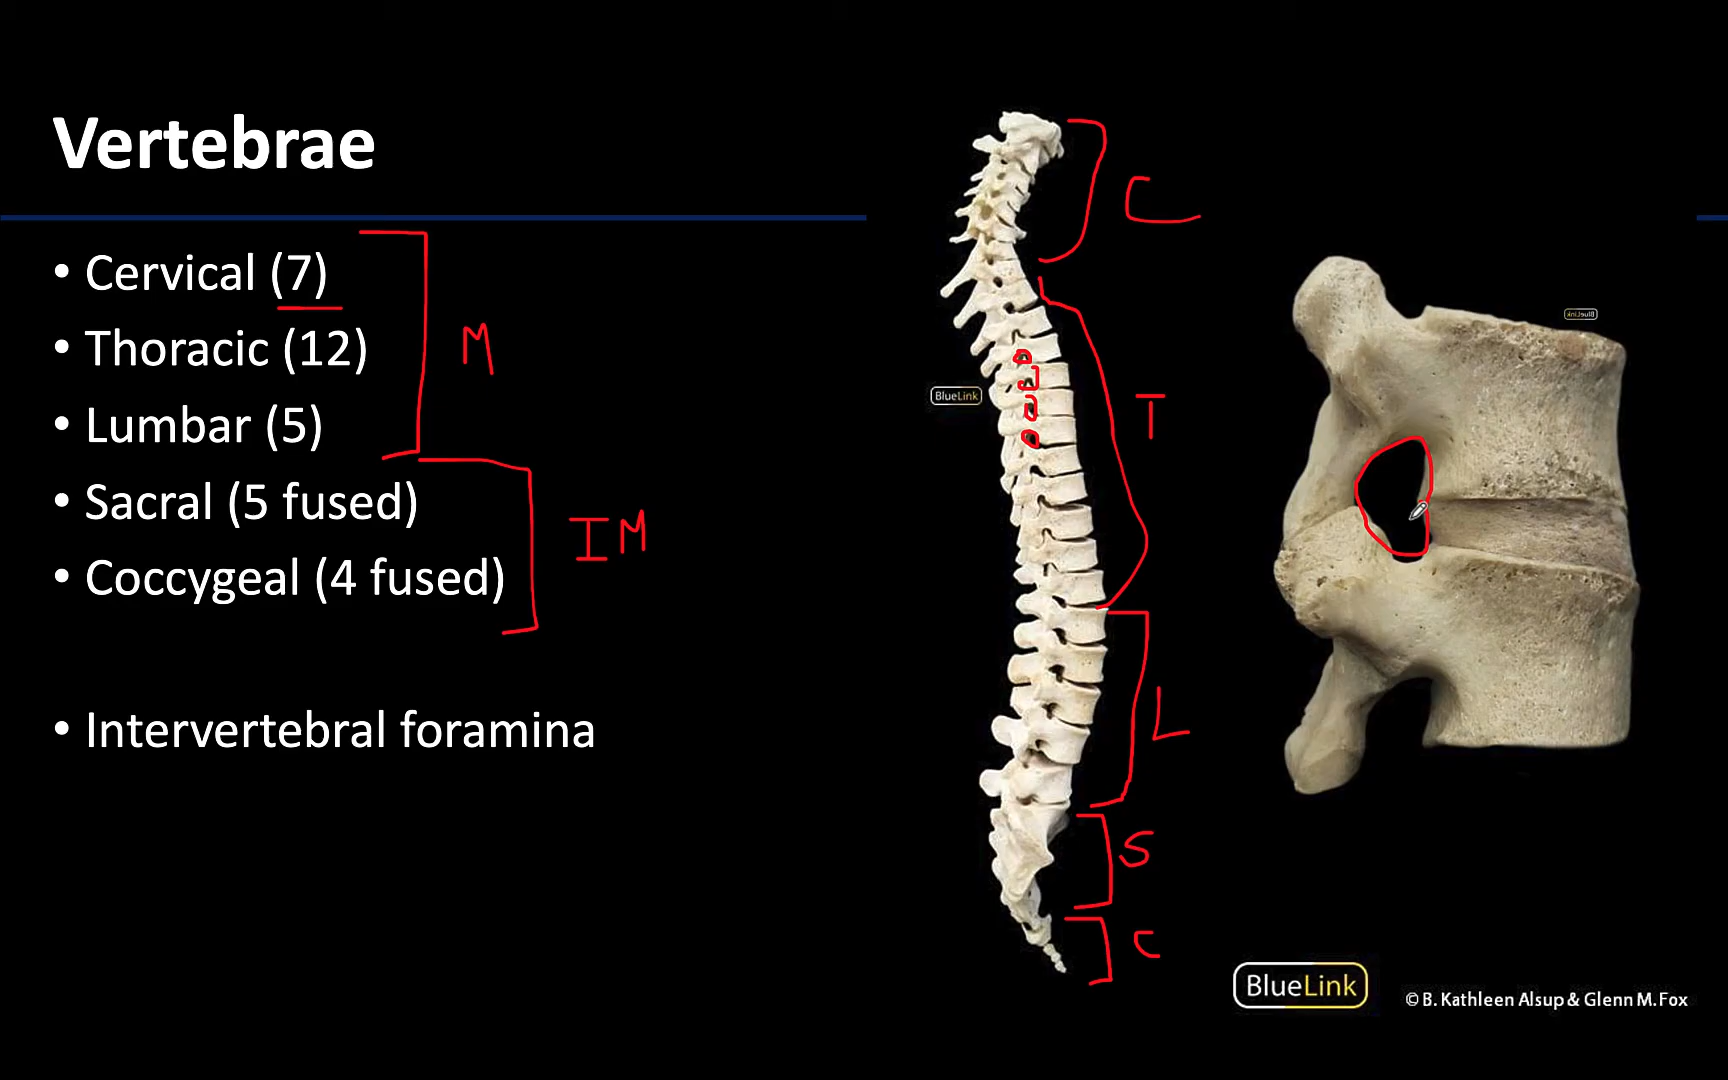 Vertebrae
• Cervical (7)
• Thoracic (12)
• Lumbar (5)
• Sacral (5 fused)
• Coccygeal (4 fused)
• Intervertebral foramina
M
IM
C
T
L
S
C
BlueLink
BlueLink
BlueLink
© B. Kathleen Alsup & Glenn M. Fox